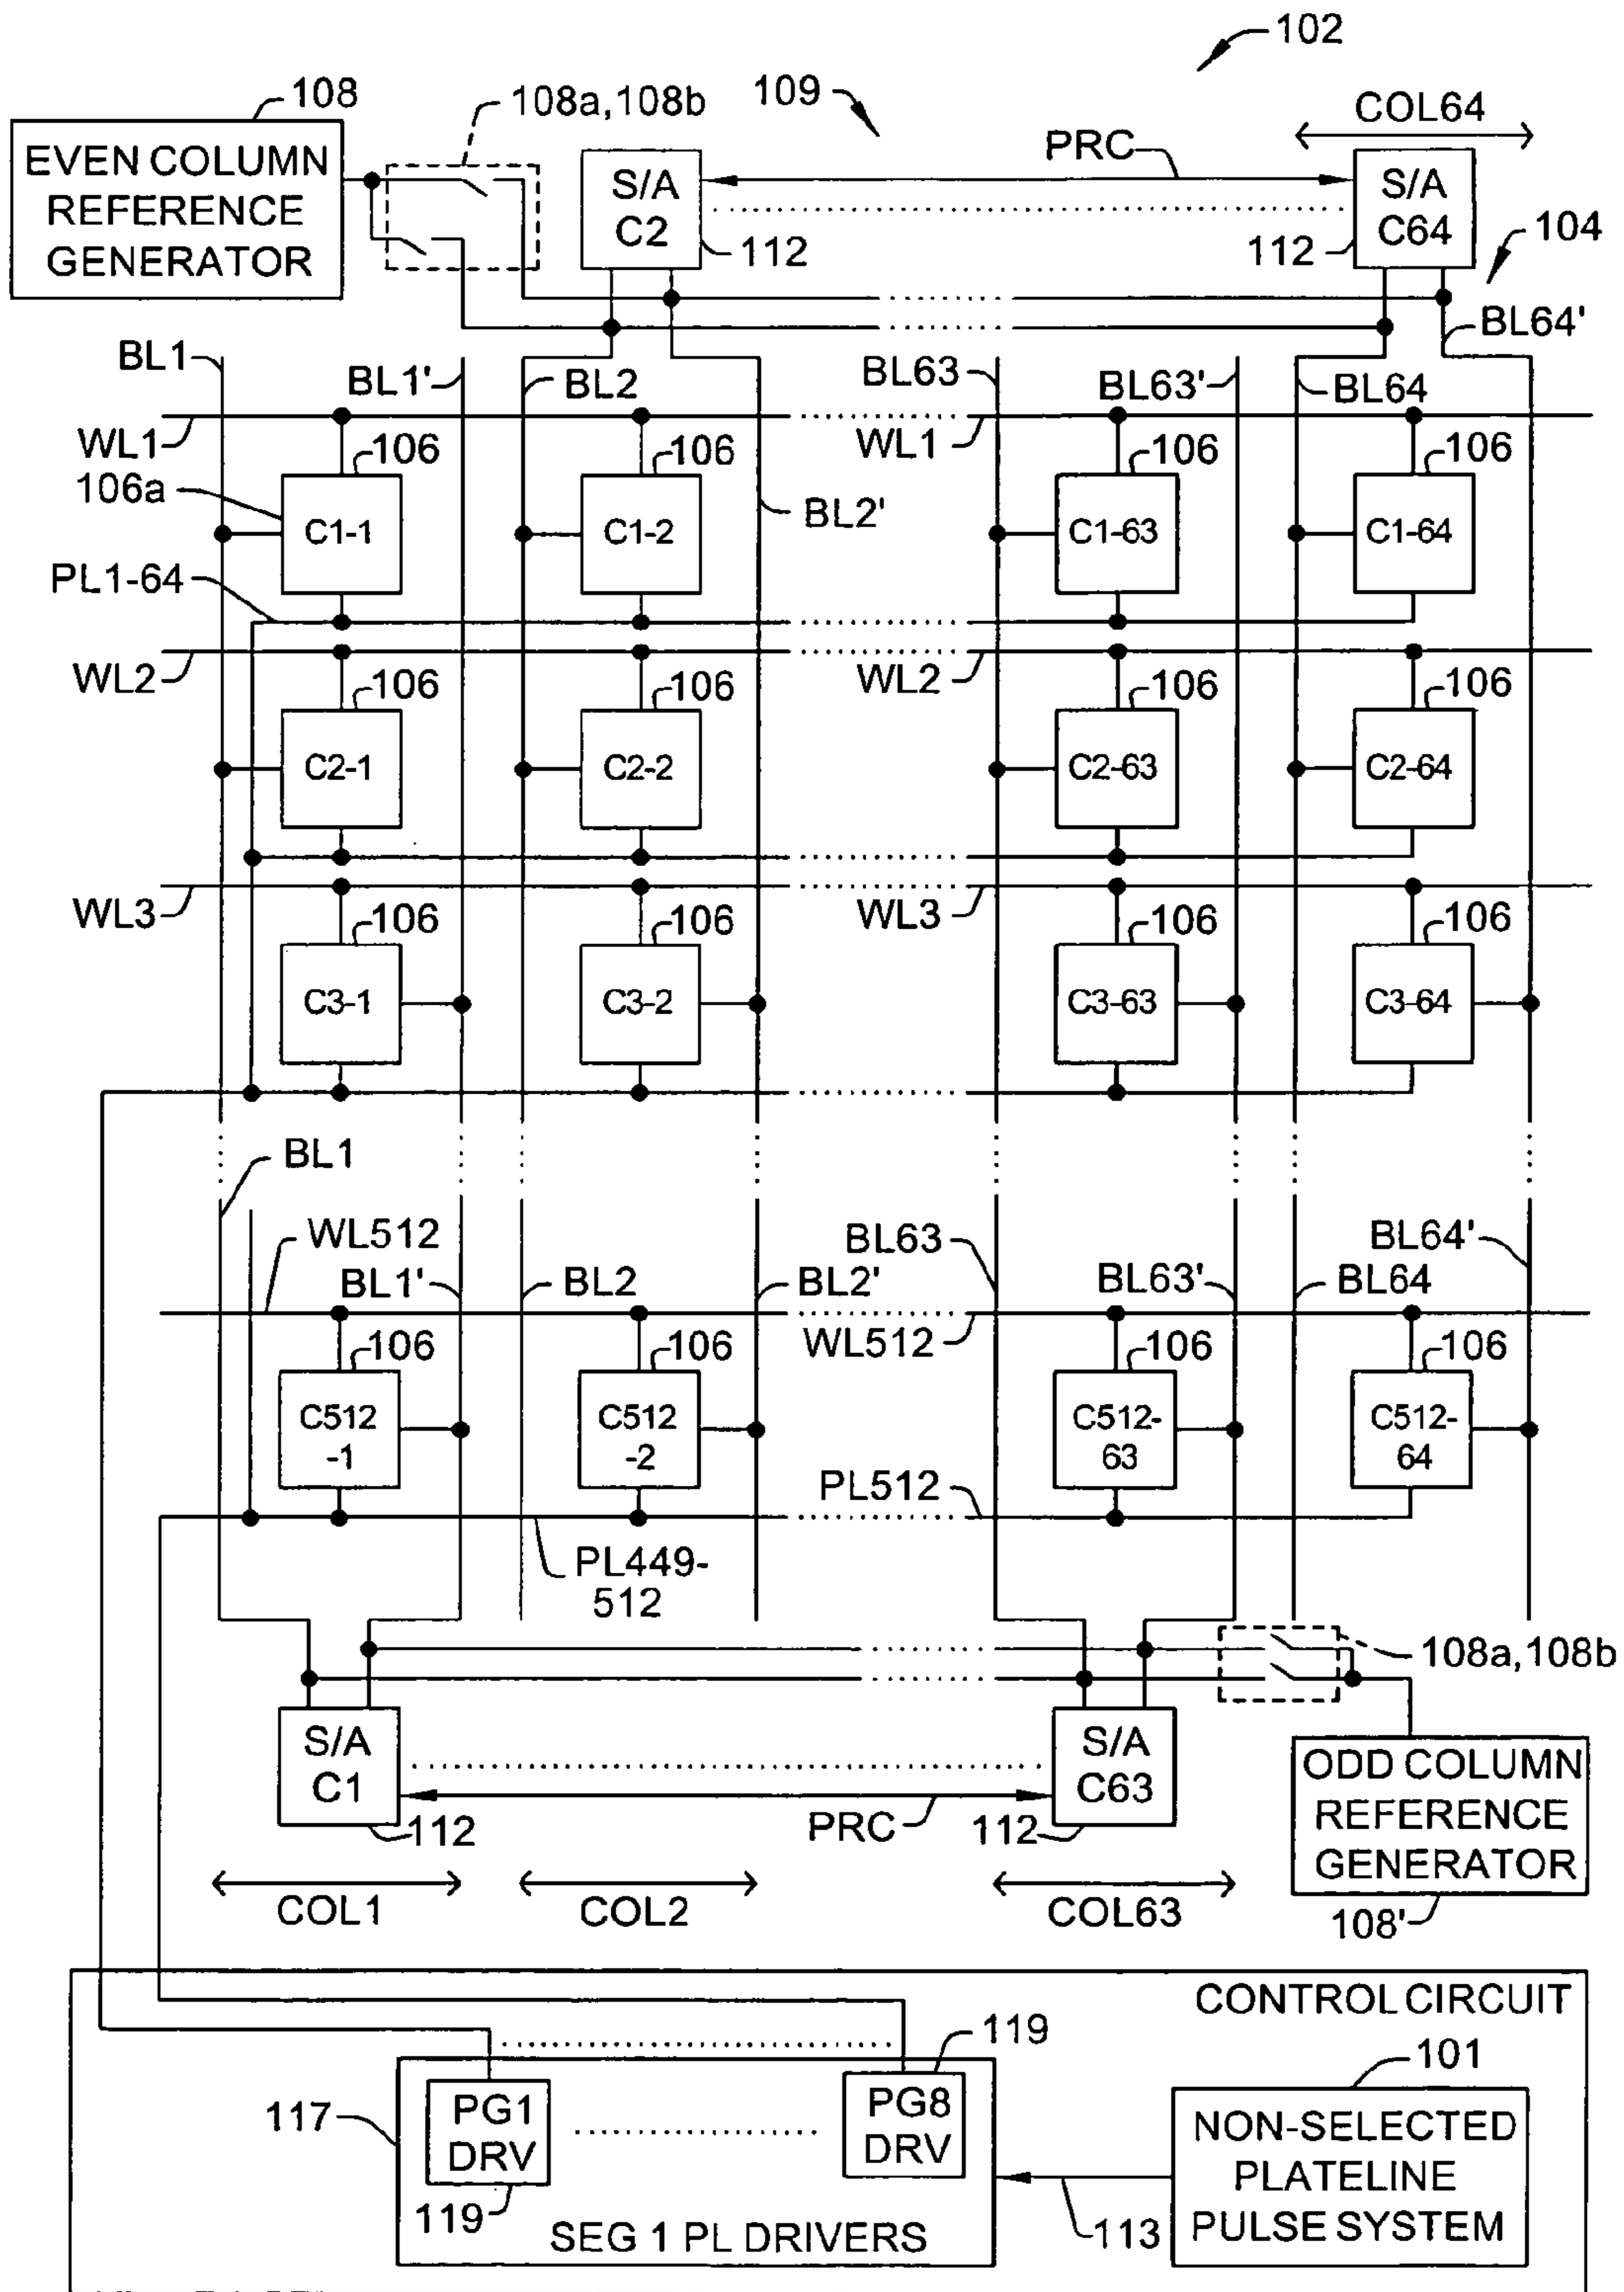 102
108
108a,108b
109
COL64
PRC
EVEN COLUMN
REFERENCE
GENERATOR
S/A
C2
S/A
C64
112
112
104
BL64'
BL1
BL1'
BL2
BL63
BL63'
BL64
WL1
WL1
106
106
106
106
106a
BL2'
C1-1
C1-2
C1-63
C1-64
PL1-64
WL2
WL2
106
106
106
106
C2-1
C2-2
C2-63
C2-64
WL3
WL3
106
106
106
106
C3-1
C3-2
C3-63
C3-64
BL1
WL512
BL63
BL64'
BL1'
BL2
BL2'
BL63'
BL64
WL512
106
106
106
106
C512
-1
C512
-2
C512-
63
C512-
64
PL512
PL449-
512
108a,108b
S/A
C1
S/A
C63
PRC
112
112
ODD COLUMN
REFERENCE
GENERATOR
108'
COL1
COL2
COL63
CONTROL CIRCUIT
119
101
117
PG1
DRV
PG8
DRV
NON-SELECTED
PLATELINE
PULSE SYSTEM
119
SEG 1 PL DRIVERS
113